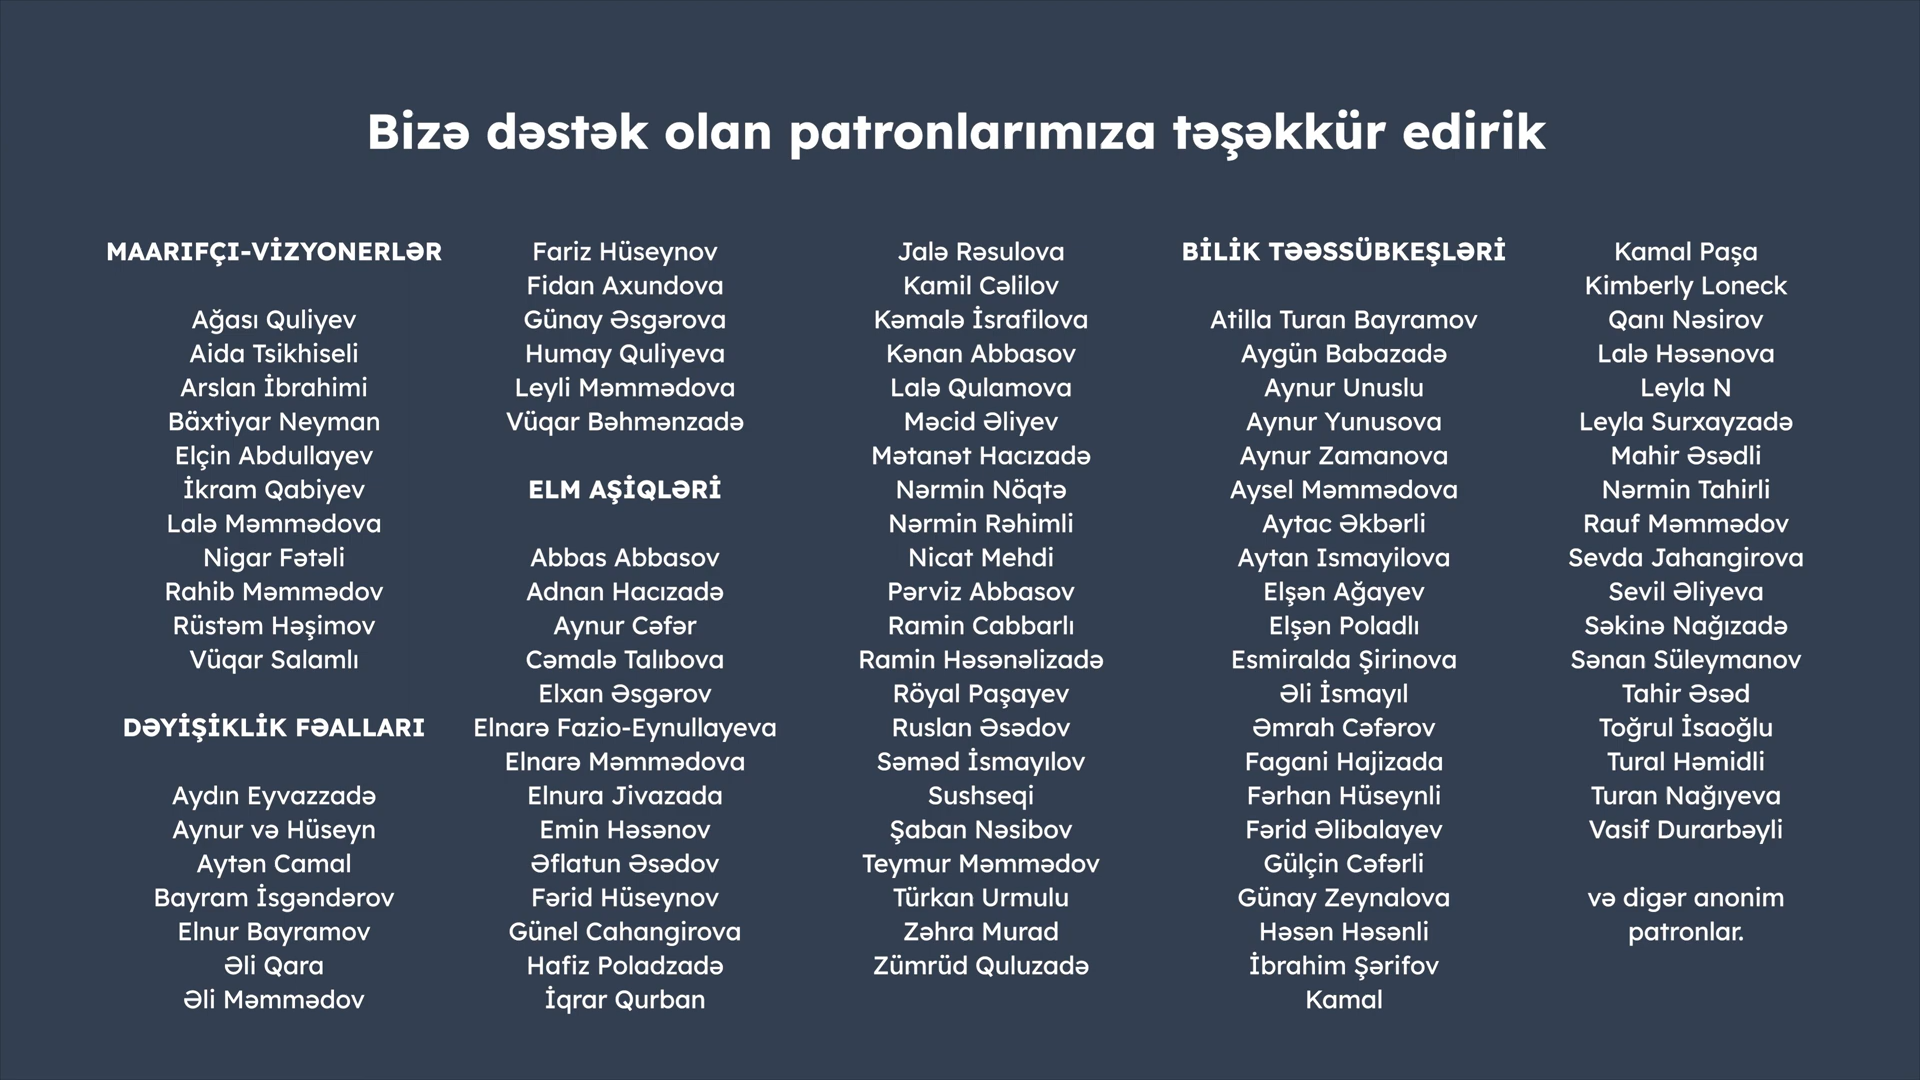 Bizə dəstək olan patronlarımıza təşəkkür edirik
MAARIFÇI-VİZYONERLƏR
Ağası Quliyev
Aida Tsikhiseli
Arslan İbrahimi
Bäxtiyar Neyman
Elçin Abdullayev
İkram Qabiyev
Lalə Məmmədova
Nigar Fətəli
Rahib Məmmədov
Rüstəm Həşimov
Vüqar Salamlı
DƏYİŞİKLİK FƏALLARI
Aydın Eyvazzadə
Aynur və Hüseyn
Aytən Camal
Bayram İsgəndərov
Elnur Bayramov
Əli Qara
Əli Məmmədov
Fariz Hüseynov
Fidan Axundova
Günay Əsgərova
Humay Quliyeva
Leyli Məmmədova
Vüqar Bəhmənzadə
ELM AŞİQLƏRİ
Abbas Abbasov
Adnan Hacızadə
Aynur Cəfər
Cəmalə Talıbova
Elxan Əsgərov
Elnarə Fazio-Eynullayeva
Elnarə Məmmədova
Elnura Jivazada
Emin Həsənov
Əflatun Əsədov
Fərid Hüseynov
Günel Cahangirova
Hafiz Poladzadə
İqrar Qurban
Jalə Rəsulova
Kamil Cəlilov
Kəmalə İsrafilova
Kənan Abbasov
Lalə Qulamova
Məcid Əliyev
Mətanət Hacızadə
Nərmin Nöqtə
Nərmin Rəhimli
Nicat Mehdi
Pərviz Abbasov
Ramin Cabbarlı
Ramin Həsənəlizadə
Röyal Paşayev
Ruslan Əsədov
Səməd İsmayılov
Sushseqi
Şaban Nəsibov
Teymur Məmmədov
Türkan Urmulu
Zəhra Murad
Zümrüd Quluzadə
BİLİK TƏƏSSÜBKEŞLƏRİ
Atilla Turan Bayramov
Aygün Babazadə
Aynur Unuslu
Aynur Yunusova
Aynur Zamanova
Aysel Məmmədova
Aytac Əkbərli
Aytan Ismayilova
Elşən Ağayev
Elşən Poladlı
Esmiralda Şirinova
Əli İsmayıl
Əmrah Cəfərov
Fagani Hajizada
Fərhan Hüseynli
Fərid Əlibalayev
Gülçin Cəfərli
Günay Zeynalova
Həsən Həsənli
İbrahim Şərifov
Kamal
Kamal Paşa
Kimberly Loneck
Qanı Nəsirov
Lalə Həsənova
Leyla N
Leyla Surxayzadə
Mahir Əsədli
Nərmin Tahirli
Rauf Məmmədov
Sevda Jahangirova
Sevil Əliyeva
Səkinə Nağızadə
Sənan Süleymanov
Tahir Əsəd
Toğrul İsaoğlu
Tural Həmidli
Turan Nağıyeva
Vasif Durarbəyli
və digər anonim
patronlar.